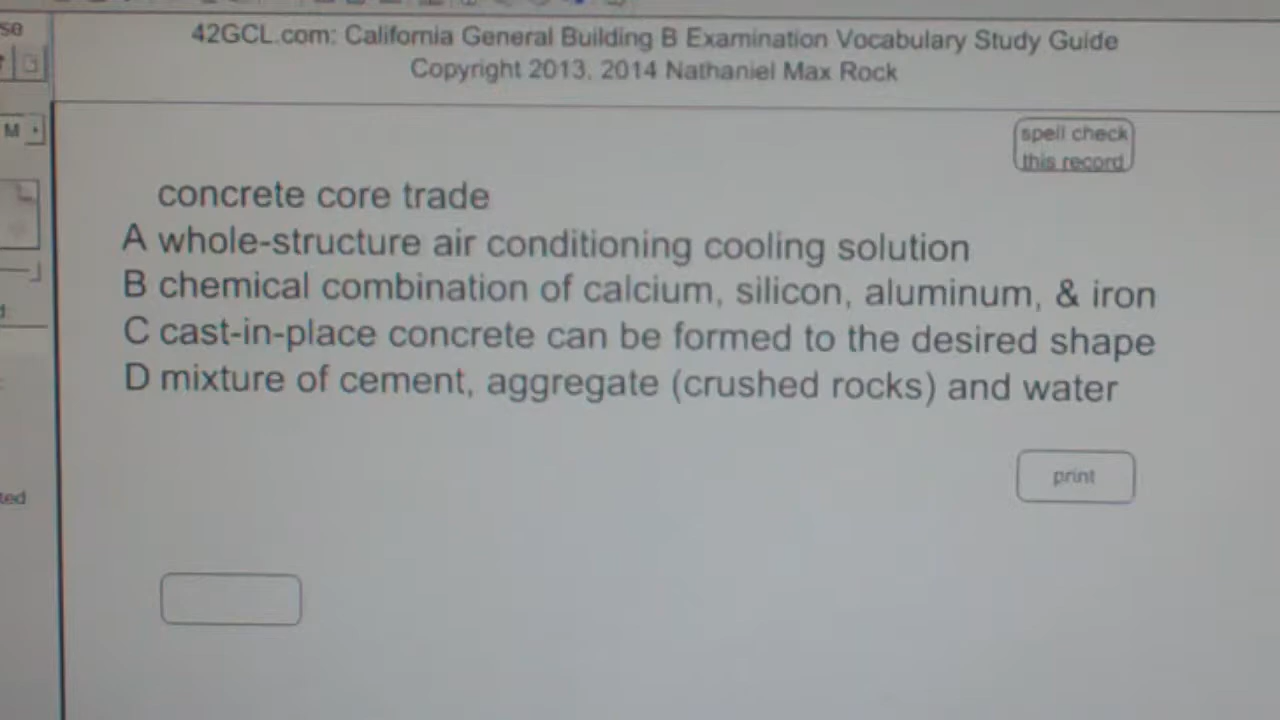 se
42GCL.com: California General Building B Examination Vocabulary Study Guide
Copyright 2013, 2014 Nathaniel Max Rock
M
spell check
this record
concrete core trade
A whole-structure air conditioning cooling solution
B chemical combination of calcium, silicon, aluminum, & iron
C cast-in-place concrete can be formed to the desired shape
D mixture of cement, aggregate (crushed rocks) and water
print
ted